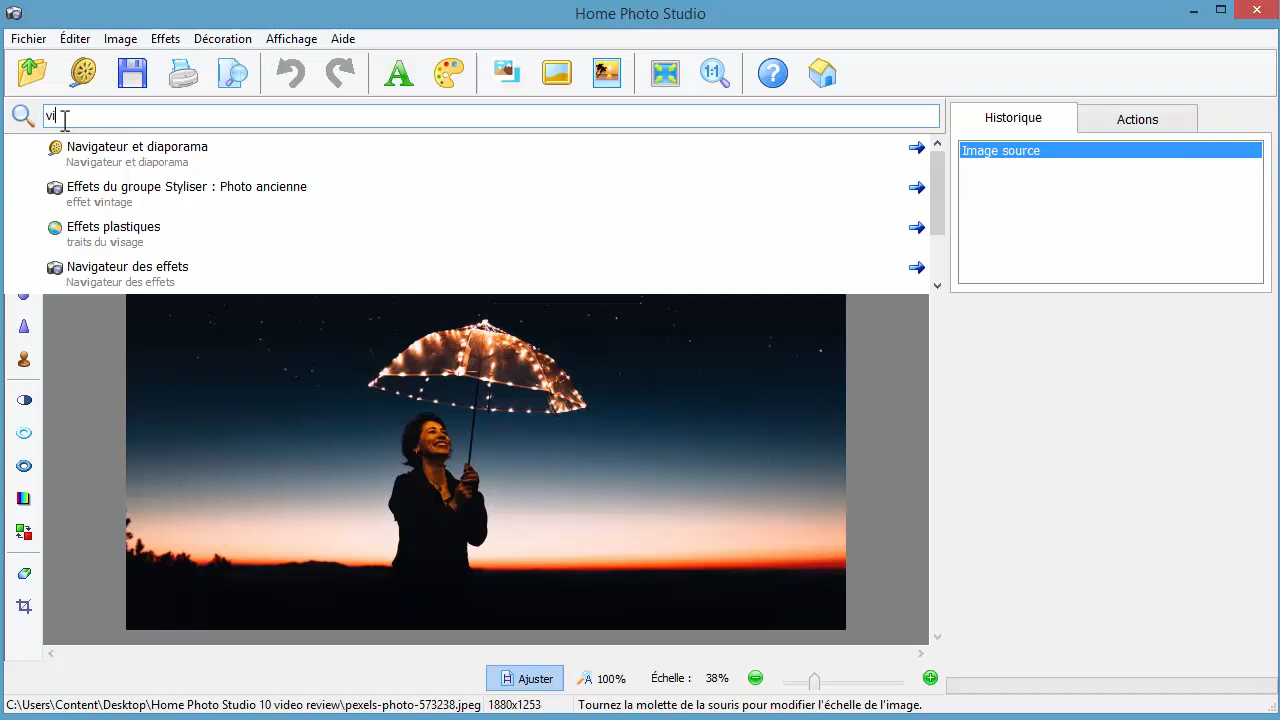 Home Photo Studio
Fichier Éditer Image Effets Décoration Affichage Aide
1:1
vi
Navigateur et diaporama
Navigateur et diaporama
Effets du groupe Styliser : Photo ancienne
effet vintage
Effets plastiques
traits du visage
Navigateur des effets
Navigateur des effets
Historique Actions
Image source
Ajuster 100% Échelle : 38%
C:\Users\Content\Desktop\Home Photo Studio 10 video review\pexels-photo-573238.jpeg 1880x1253 Tournez la molette de la souris pour modifier l'échelle de l'image.